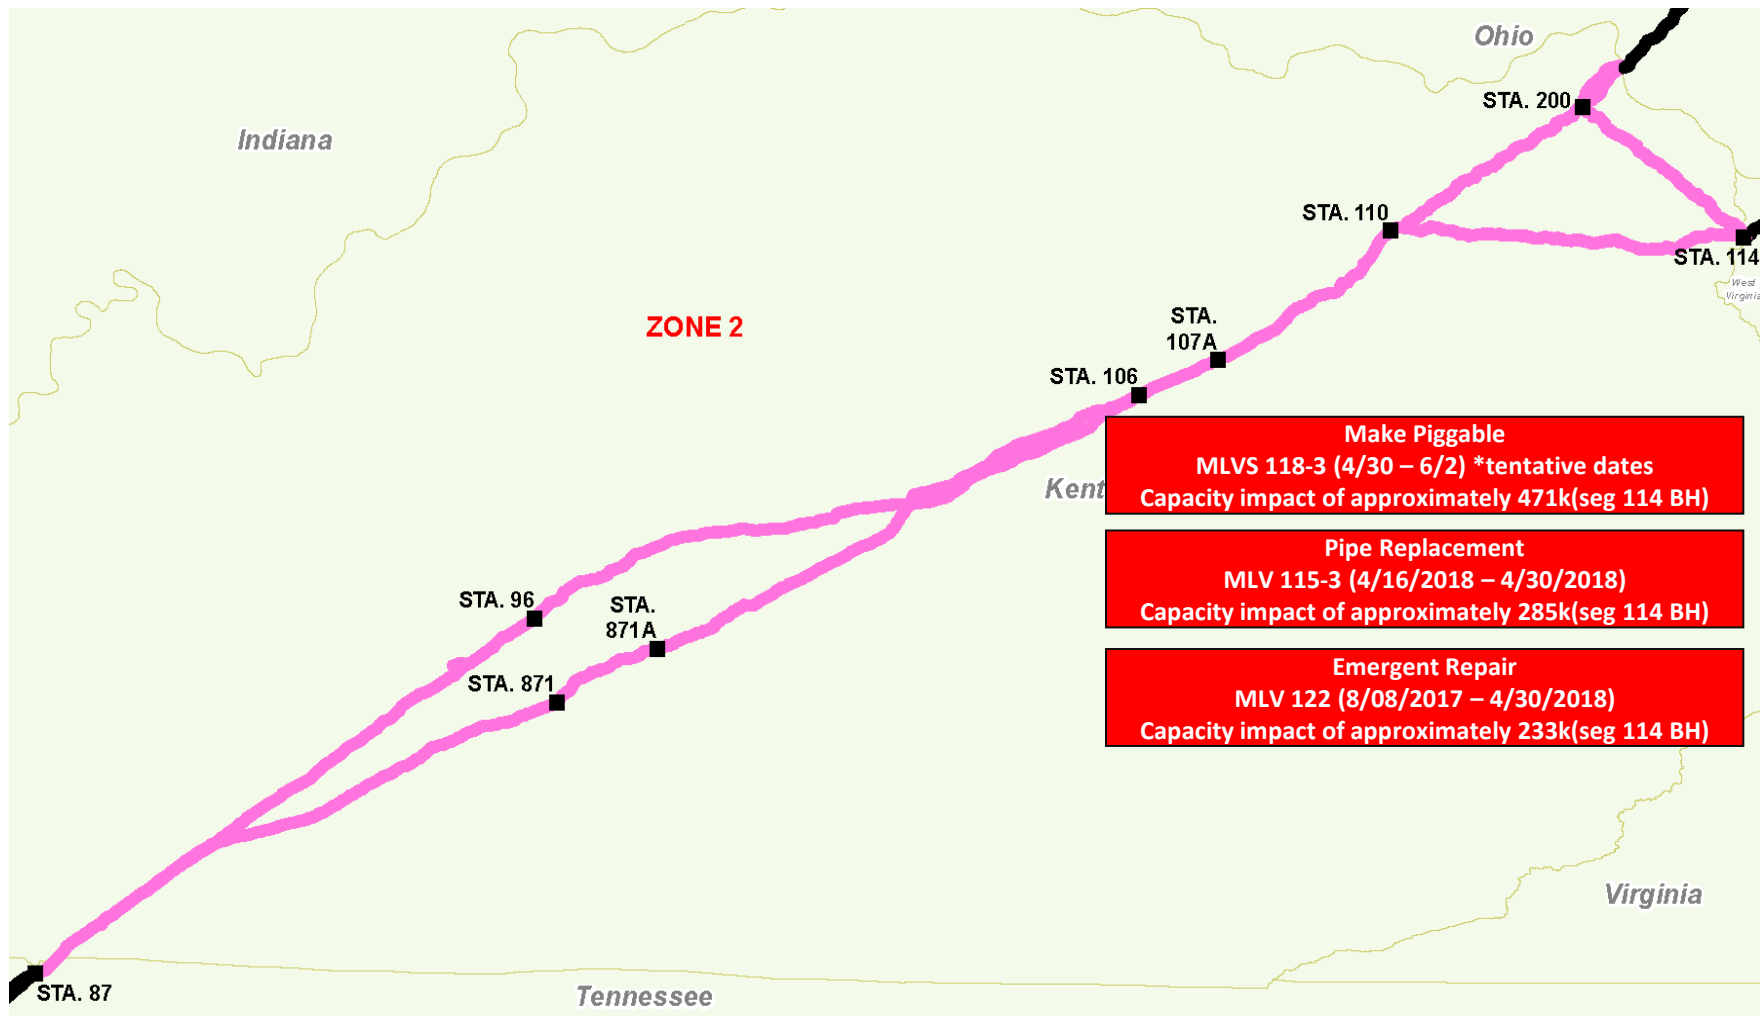 Ohio
STA. 200
Indiana
STA. 110
STA. 114
West
Virginia
ZONE 2
STA.
107A
STA. 106
Make Piggable
MLVS 118-3 (4/30 – 6/2) *tentative dates
Capacity impact of approximately 471k(seg 114 BH)
Kent
Pipe Replacement
MLV 115-3 (4/16/2018 – 4/30/2018)
Capacity impact of approximately 285k(seg 114 BH)
STA. 96
STA.
871A
Emergent Repair
MLV 122 (8/08/2017 – 4/30/2018)
Capacity impact of approximately 233k(seg 114 BH)
STA. 871
Virginia
STA. 87
Tennessee